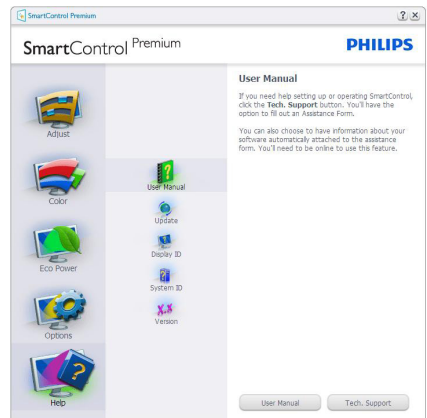 SmartControl Premium
? X
SmartControl Premium
PHILIPS
Adjust
Color
Eco Power
Options
Help
User Manual
Update
Display ID
System ID
X.X
Version
User Manual
If you need help setting up or operating SmartControl,
click the Tech. Support button. You'll have the
option to fill out an Assistance Form.
You can also choose to have information about your
software automatically attached to the assistance
form. You'll need to be online to use this feature.
User Manual
Tech. Support